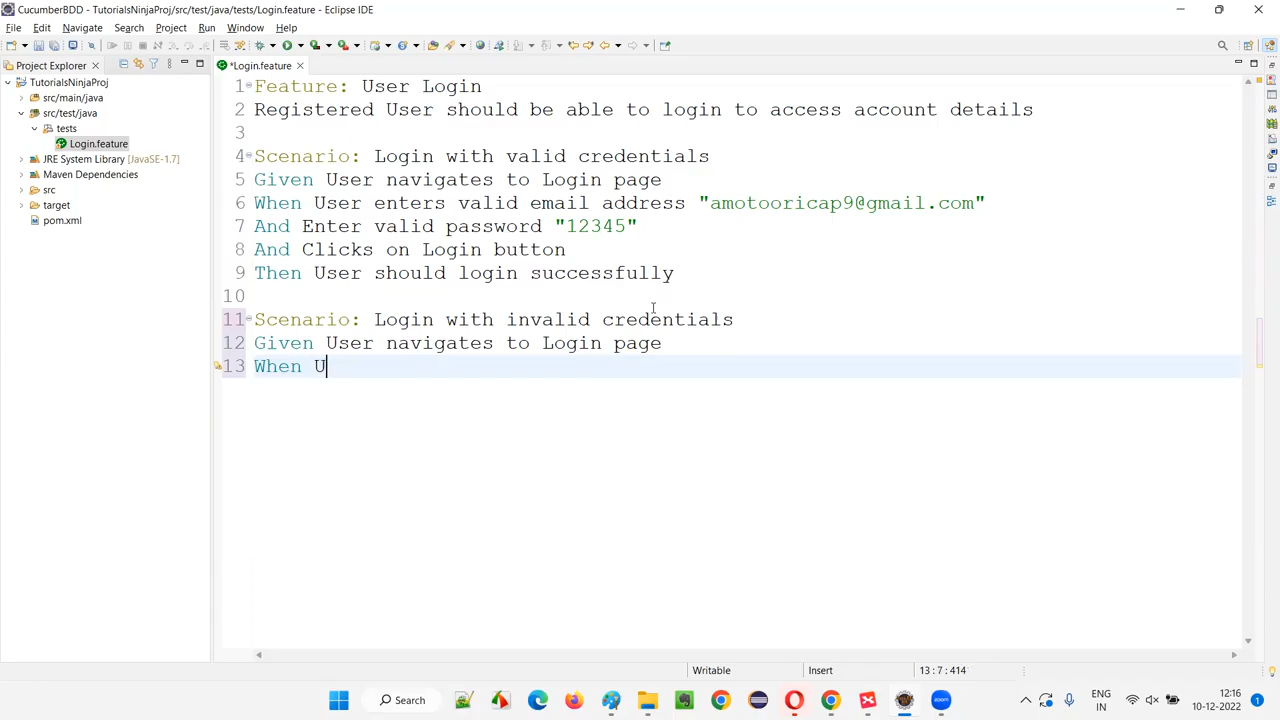 CucumberBDD - TutorialsNinjaProj/src/test/java/tests/Login.feature - Eclipse IDE
File Edit Navigate Search Project Run Window Help
Project Explorer
*Login.feature
TutorialsNinjaProj
src/main/java
src/test/java
tests
Login.feature
JRE System Library [JavaSE-1.7]
Maven Dependencies
src
target
pom.xml
1 Feature: User Login
2 Registered User should be able to login to access account details
3
4 Scenario: Login with valid credentials
5 Given User navigates to Login page
6 When User enters valid email address "amotooricap9@gmail.com"
7 And Enter valid password "12345"
8 And Clicks on Login button
9 Then User should login successfully
10
11 Scenario: Login with invalid credentials
12 Given User navigates to Login page
13 When U
Writable Insert 13 : 7 : 414
Search
zoom
ENG
IN
12:16
10-12-2022
1